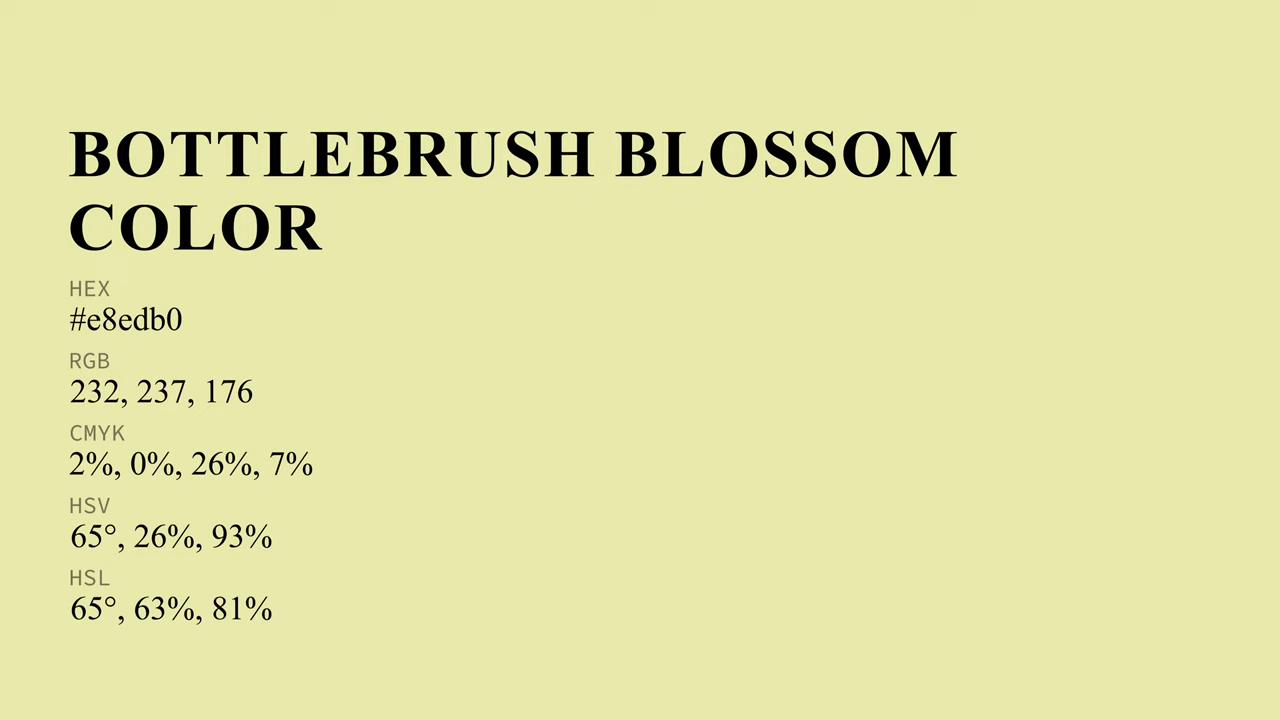 BOTTLEBRUSH BLOSSOM
COLOR
HEX
#e8edb0
RGB
232, 237, 176
CMYK
2%, 0%, 26%, 7%
HSV
65°, 26%, 93%
HSL
65°, 63%, 81%